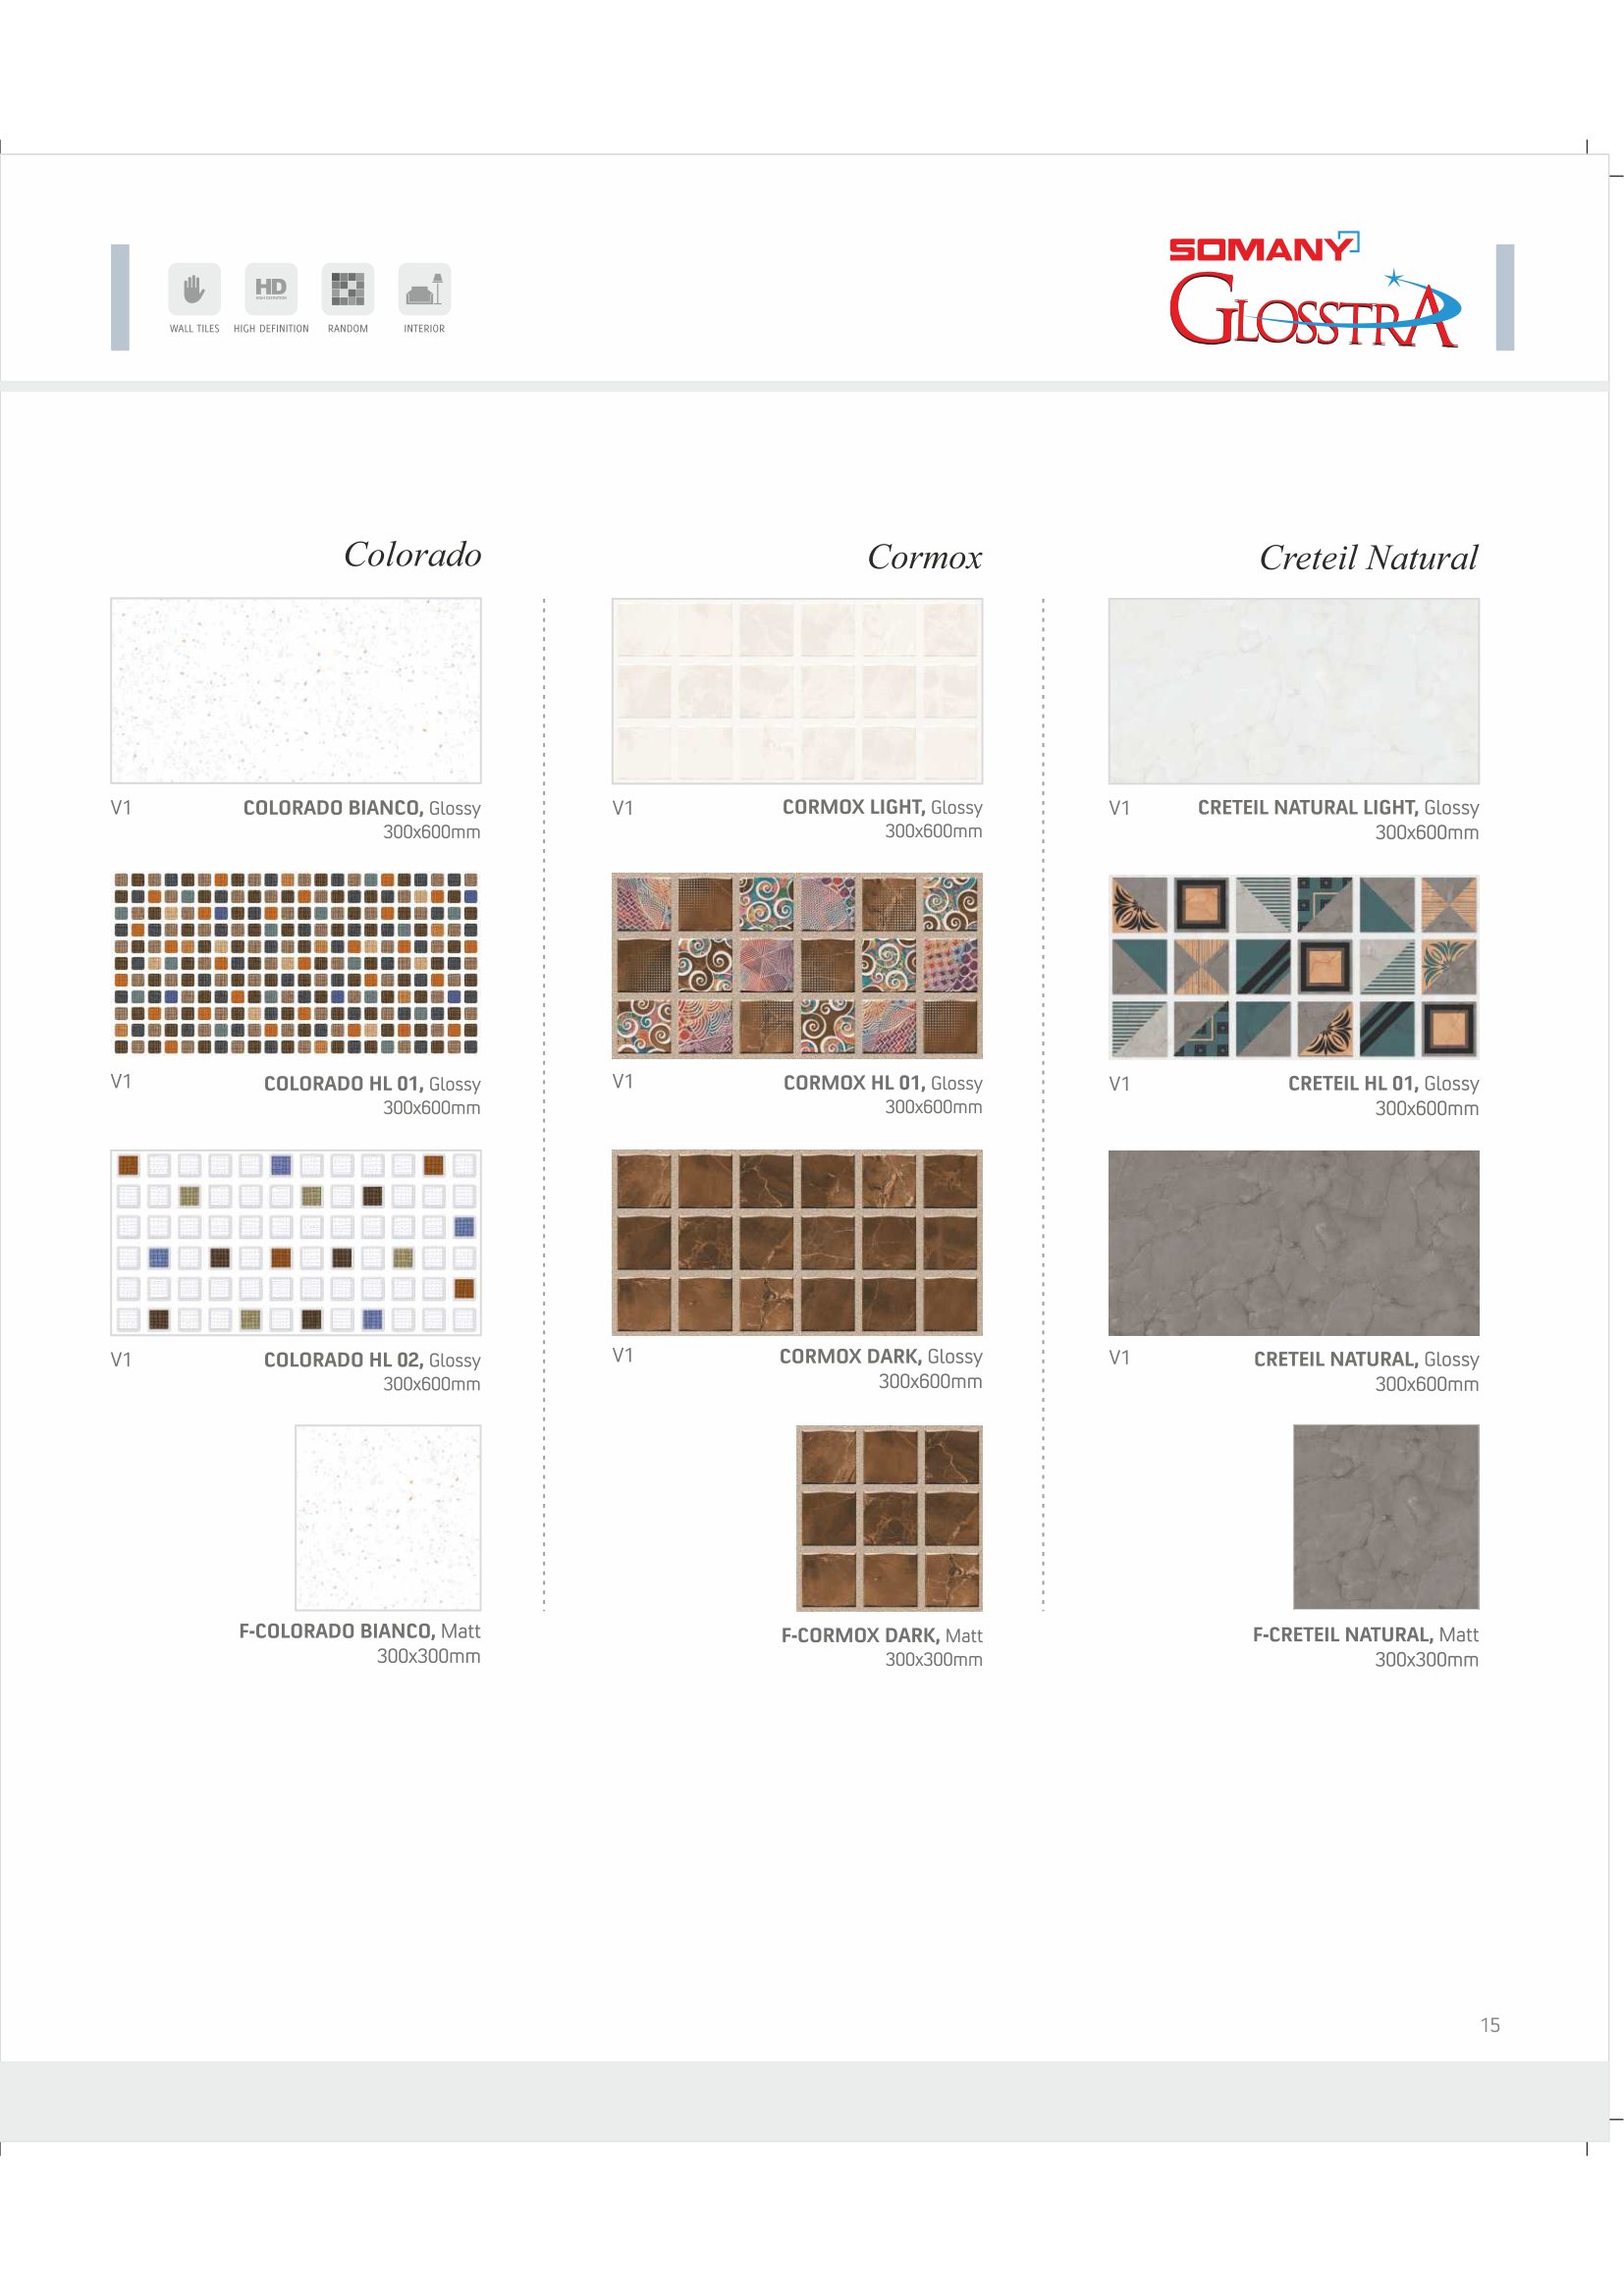 SOMANY
GLOSSTRA
HD
WALL TILES
HIGH DEFINITION
RANDOM
INTERIOR
Colorado
V1 COLORADO BIANCO, Glossy
300x600mm
V1 COLORADO HL 01, Glossy
300x600mm
V1 COLORADO HL 02, Glossy
300x600mm
F-COLORADO BIANCO, Matt
300x300mm
Cormox
V1 CORMOX LIGHT, Glossy
300x600mm
V1 CORMOX HL 01, Glossy
300x600mm
V1 CORMOX DARK, Glossy
300x600mm
F-CORMOX DARK, Matt
300x300mm
Creteil Natural
V1 CRETEIL NATURAL LIGHT, Glossy
300x600mm
V1 CRETEIL HL 01, Glossy
300x600mm
V1 CRETEIL NATURAL, Glossy
300x600mm
F-CRETEIL NATURAL, Matt
300x300mm
15